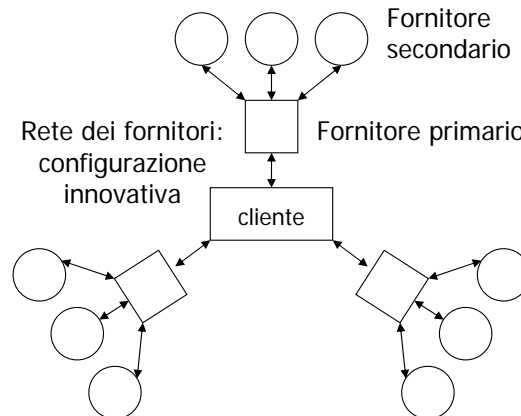 Fornitore
secondario
Rete dei fornitori:
configurazione
innovativa
Fornitore primario
cliente